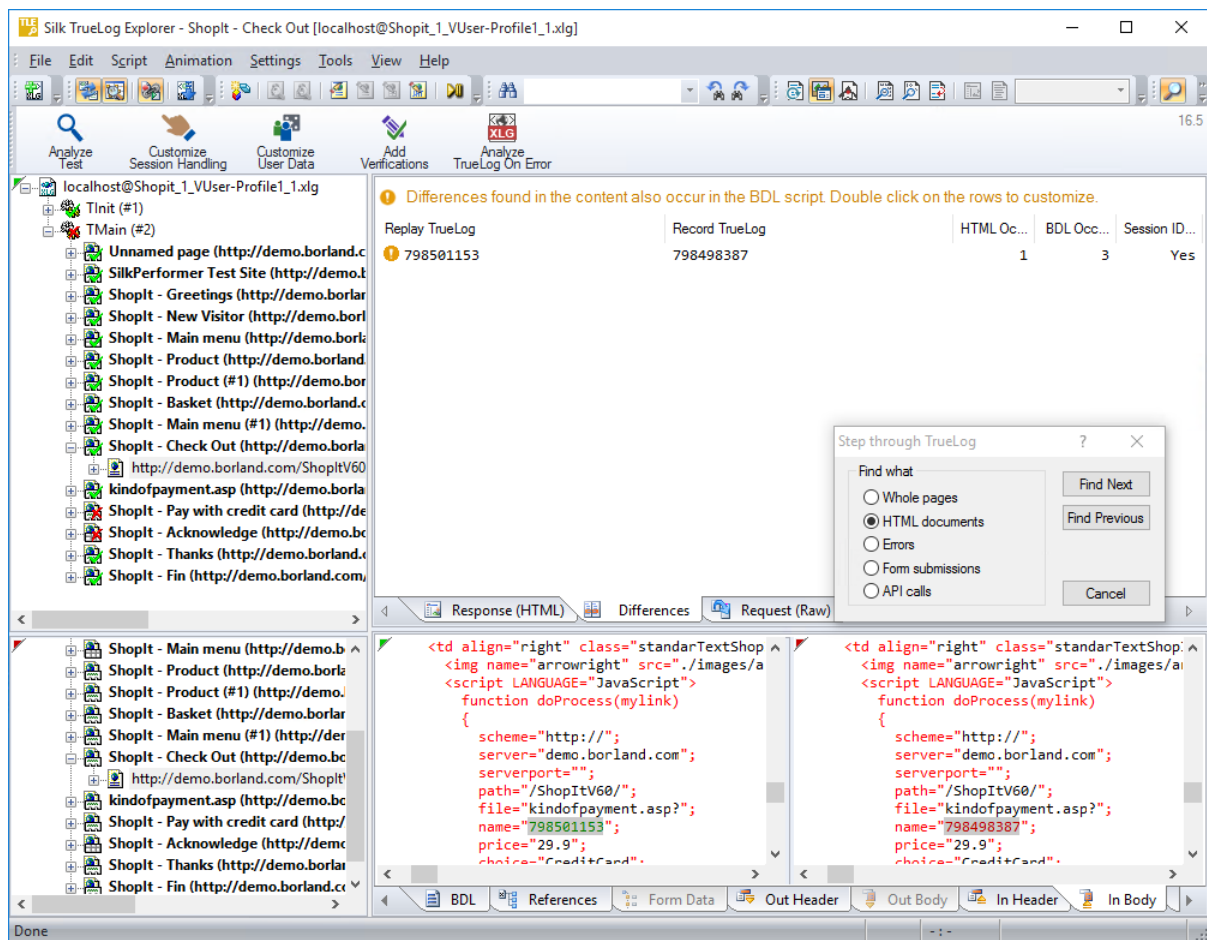 Silk TrueLog Explorer - ShopIt - Check Out [localhost@Shopit_1_VUser-Profile1_1.xlg]
File Edit Script Animation Settings Tools View Help
Analyze Test
Customize Session Handling
Customize User Data
Add Verifications
XLG
Analyze TrueLog On Error
16.5
localhost@Shopit_1_VUser-Profile1_1.xlg
TInit (#1)
TMain (#2)
Unnamed page (http://demo.borland.c
SilkPerformer Test Site (http://demo.b
ShopIt - Greetings (http://demo.borlar
ShopIt - New Visitor (http://demo.borl
ShopIt - Main menu (http://demo.borla
ShopIt - Product (http://demo.borland.
ShopIt - Product (#1) (http://demo.bor
ShopIt - Basket (http://demo.borland.c
ShopIt - Main menu (#1) (http://demo.
ShopIt - Check Out (http://demo.borla
http://demo.borland.com/ShopItV60
kindofpayment.asp (http://demo.borla
ShopIt - Pay with credit card (http://de
ShopIt - Acknowledge (http://demo.bc
ShopIt - Thanks (http://demo.borland.c
ShopIt - Fin (http://demo.borland.com/
Differences found in the content also occur in the BDL script. Double click on the rows to customize.
Replay TrueLog Record TrueLog HTML Oc... BDL Occ... Session ID...
798501153 798498387 1 3 Yes
Step through TrueLog ?
Find what
Whole pages
HTML documents
Errors
Form submissions
API calls
Find Next
Find Previous
Cancel
Response (HTML) Differences Request (Raw)
ShopIt - Main menu (http://demo.b
ShopIt - Product (http://demo.borla
ShopIt - Product (#1) (http://demo.
ShopIt - Basket (http://demo.borlar
ShopIt - Main menu (#1) (http://der
ShopIt - Check Out (http://demo.bc
http://demo.borland.com/ShopItV
kindofpayment.asp (http://demo.bo
ShopIt - Pay with credit card (http:/
ShopIt - Acknowledge (http://demc
ShopIt - Thanks (http://demo.borlar
ShopIt - Fin (http://demo.borland.cc
<td align="right" class="standarTextShop
<img name="arrowright" src="./images/a
<script LANGUAGE="JavaScript">
function doProcess(mylink)
{
scheme="http://";
server="demo.borland.com";
serverport="";
path="/ShopItV60/";
file="kindofpayment.asp?";
name="798501153";
price="29.9";
choice="CreditCard";
<td align="right" class="standarTextShop
<img name="arrowright" src="./images/a
<script LANGUAGE="JavaScript">
function doProcess(mylink)
{
scheme="http://";
server="demo.borland.com";
serverport="";
path="/ShopItV60/";
file="kindofpayment.asp?";
name="798498387";
price="29.9";
choice="CreditCard";
BDL References Form Data Out Header Out Body In Header In Body
Done -:-